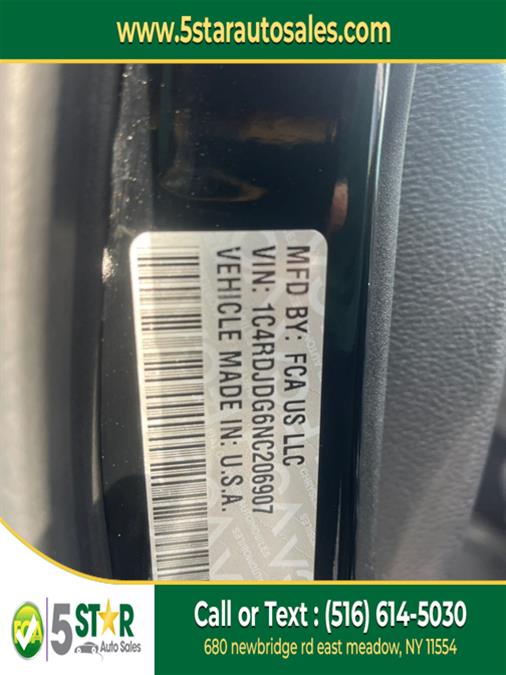 www.5starautosales.com
MFD BY: FCA US LLC
VIN: 1C4RDJDG6NC206907
VEHICLE MADE IN: U.S.A.
FCA
5 STAR
Auto Sales
Call or Text : (516) 614-5030
680 newbridge rd east meadow, NY 11554